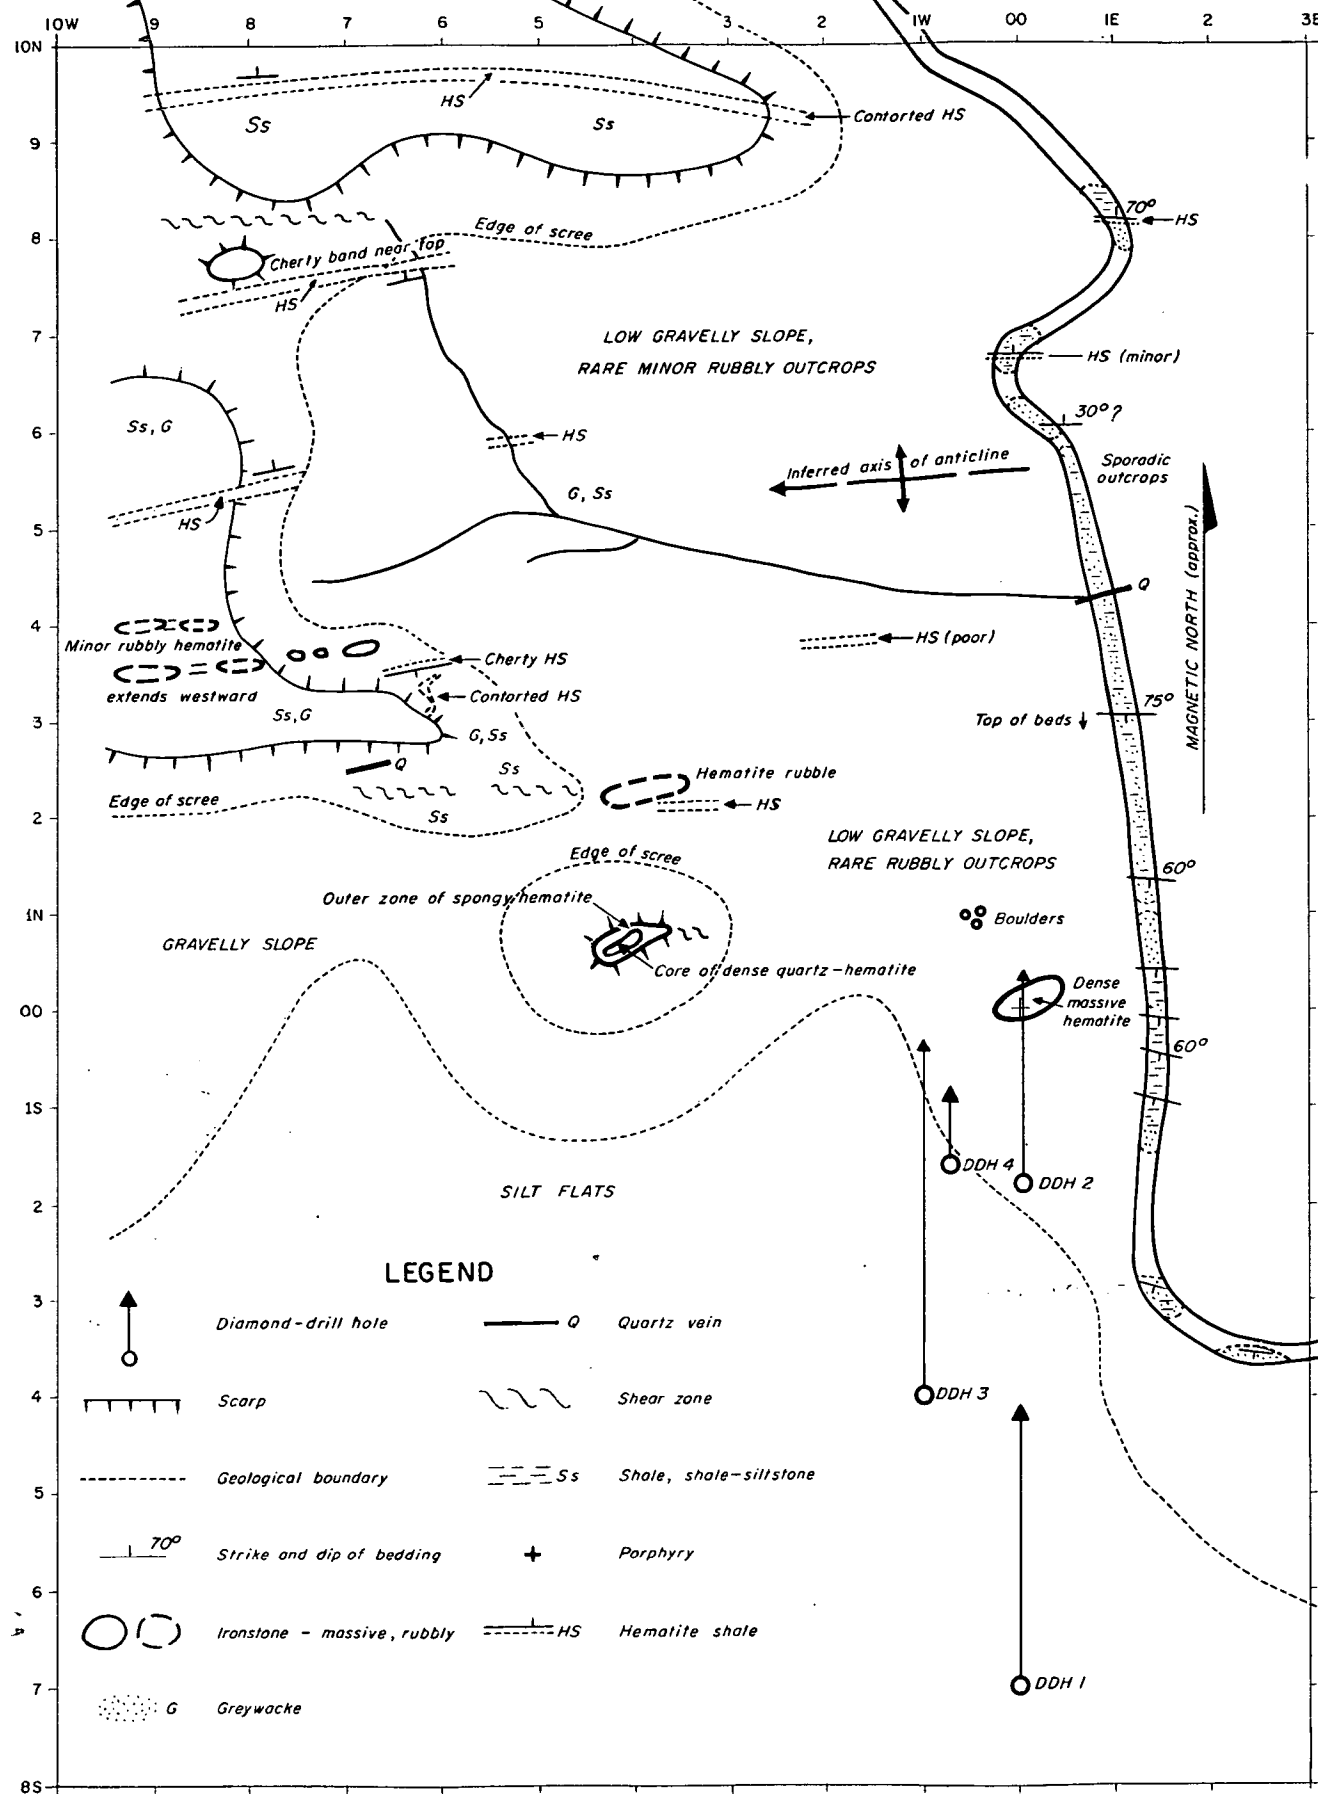 10W 9 8 7 6 5 4 3 2 1W 00 1E 2 3E
10N
HS
Contorted HS
Ss
Ss
9
70°
HS
Edge of scree
8
Cherty band near top
HS
7
LOW GRAVELLY SLOPE,
RARE MINOR RUBBLY OUTCROPS
HS (minor)
30°?
Ss, G
6
HS
Inferred axis of anticline
Sporadic
outcrops
G, Ss
HS
5
MAGNETIC NORTH (approx.)
Q
4
Minor rubbly hematite
HS (poor)
Cherty HS
extends westward
Contorted HS
75°
Ss,G
Top of beds
3
G, Ss
Q
Ss
Hematite rubble
Edge of scree
HS
2
Ss
LOW GRAVELLY SLOPE,
RARE RUBBLY OUTCROPS
Edge of scree
60°
Outer zone of spongy hematite
1N
Boulders
GRAVELLY SLOPE
Core of dense quartz-hematite
Dense
massive
hematite
00
60°
1S
DDH 4
DDH 2
SILT FLATS
2
LEGEND
3
Diamond-drill hole
Q Quartz vein
DDH 3
4
Scarp
Shear zone
Geological boundary
Ss Shale, shale-siltstone
5
70° Strike and dip of bedding
Porphyry
6
Ironstone - massive, rubbly
HS Hematite shale
DDH 1
7
G Greywacke
8S